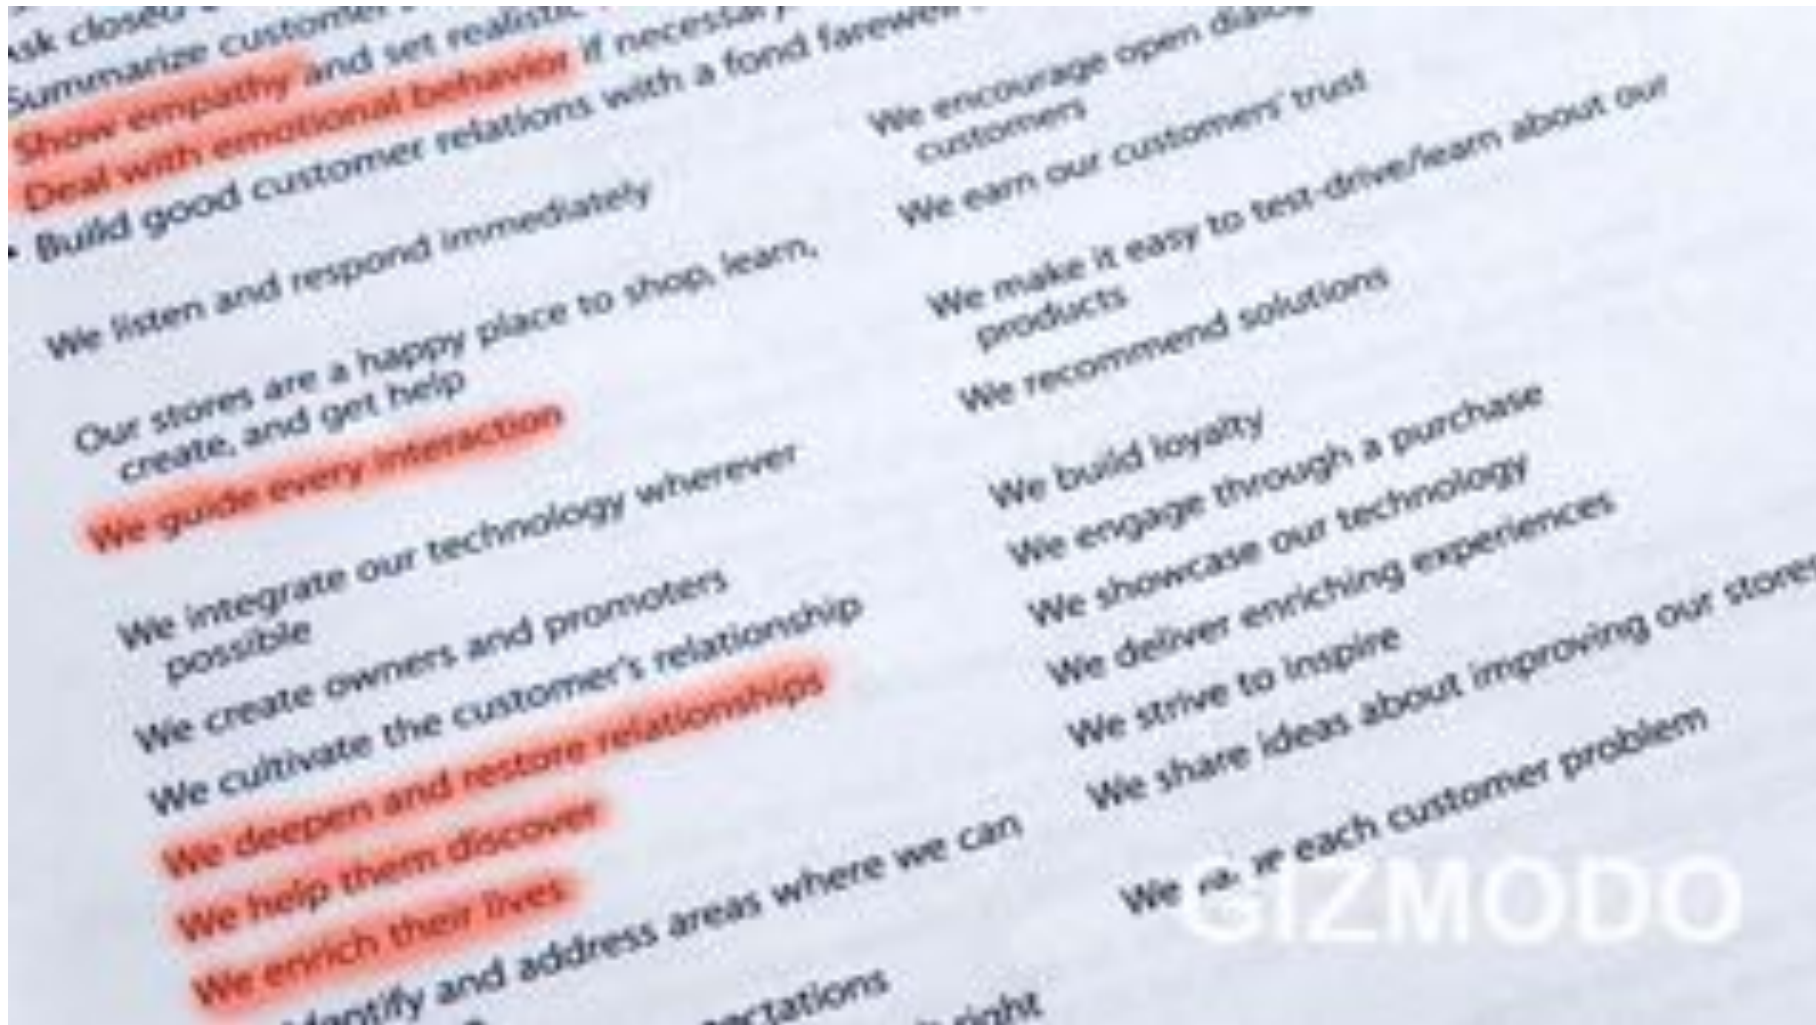 Ask closed
Summarize customer
Show empathy and set realistic
Deal with emotional behavior if necessary
• Build good customer relations with a fond farewell
We listen and respond immediately
Our stores are a happy place to shop, learn,
create, and get help
We guide every interaction
We integrate our technology wherever
possible
We create owners and promoters
We cultivate the customer's relationship
We deepen and restore relationships
We help them discover
We enrich their lives
identify and address areas where we can
right
We encourage open
customers
We earn our customers' trust
We make it easy to test-drive/learn about our
products
We recommend solutions
We build loyalty
We engage through a purchase
We showcase our technology
We deliver enriching experiences
We strive to inspire
We share ideas about improving our stores
We each customer problem
GIZMODO